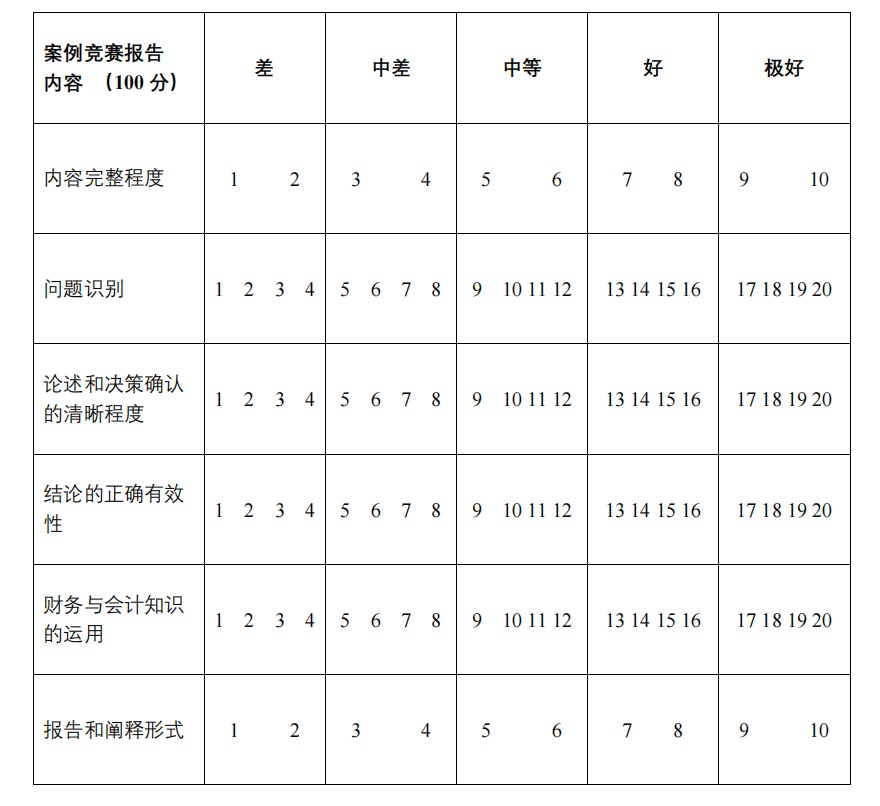 案例竞赛报告
内容 （100 分）
差 中差 中等 好 极好
内容完整程度 1 2 3 4 5 6 7 8 9 10
问题识别 1 2 3 4 5 6 7 8 9 10 11 12 13 14 15 16 17 18 19 20
论述和决策确认
的清晰程度
1 2 3 4 5 6 7 8 9 10 11 12 13 14 15 16 17 18 19 20
结论的正确有效
性
1 2 3 4 5 6 7 8 9 10 11 12 13 14 15 16 17 18 19 20
财务与会计知识
的运用
1 2 3 4 5 6 7 8 9 10 11 12 13 14 15 16 17 18 19 20
报告和阐释形式 1 2 3 4 5 6 7 8 9 10